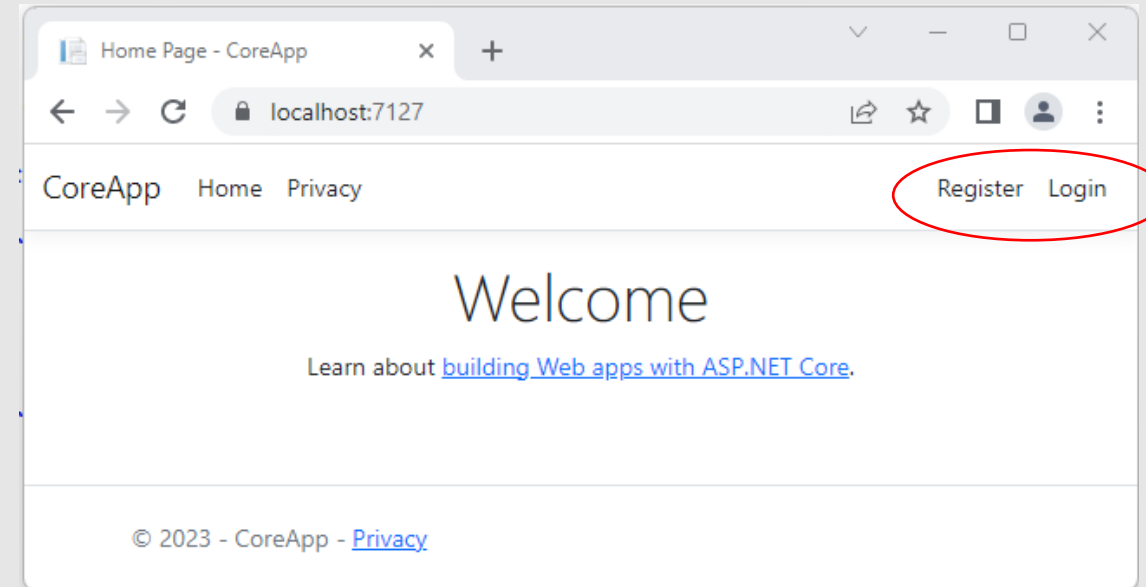 Home Page - CoreApp
localhost:7127
CoreApp Home Privacy Register Login
Welcome
Learn about building Web apps with ASP.NET Core.
© 2023 - CoreApp - Privacy